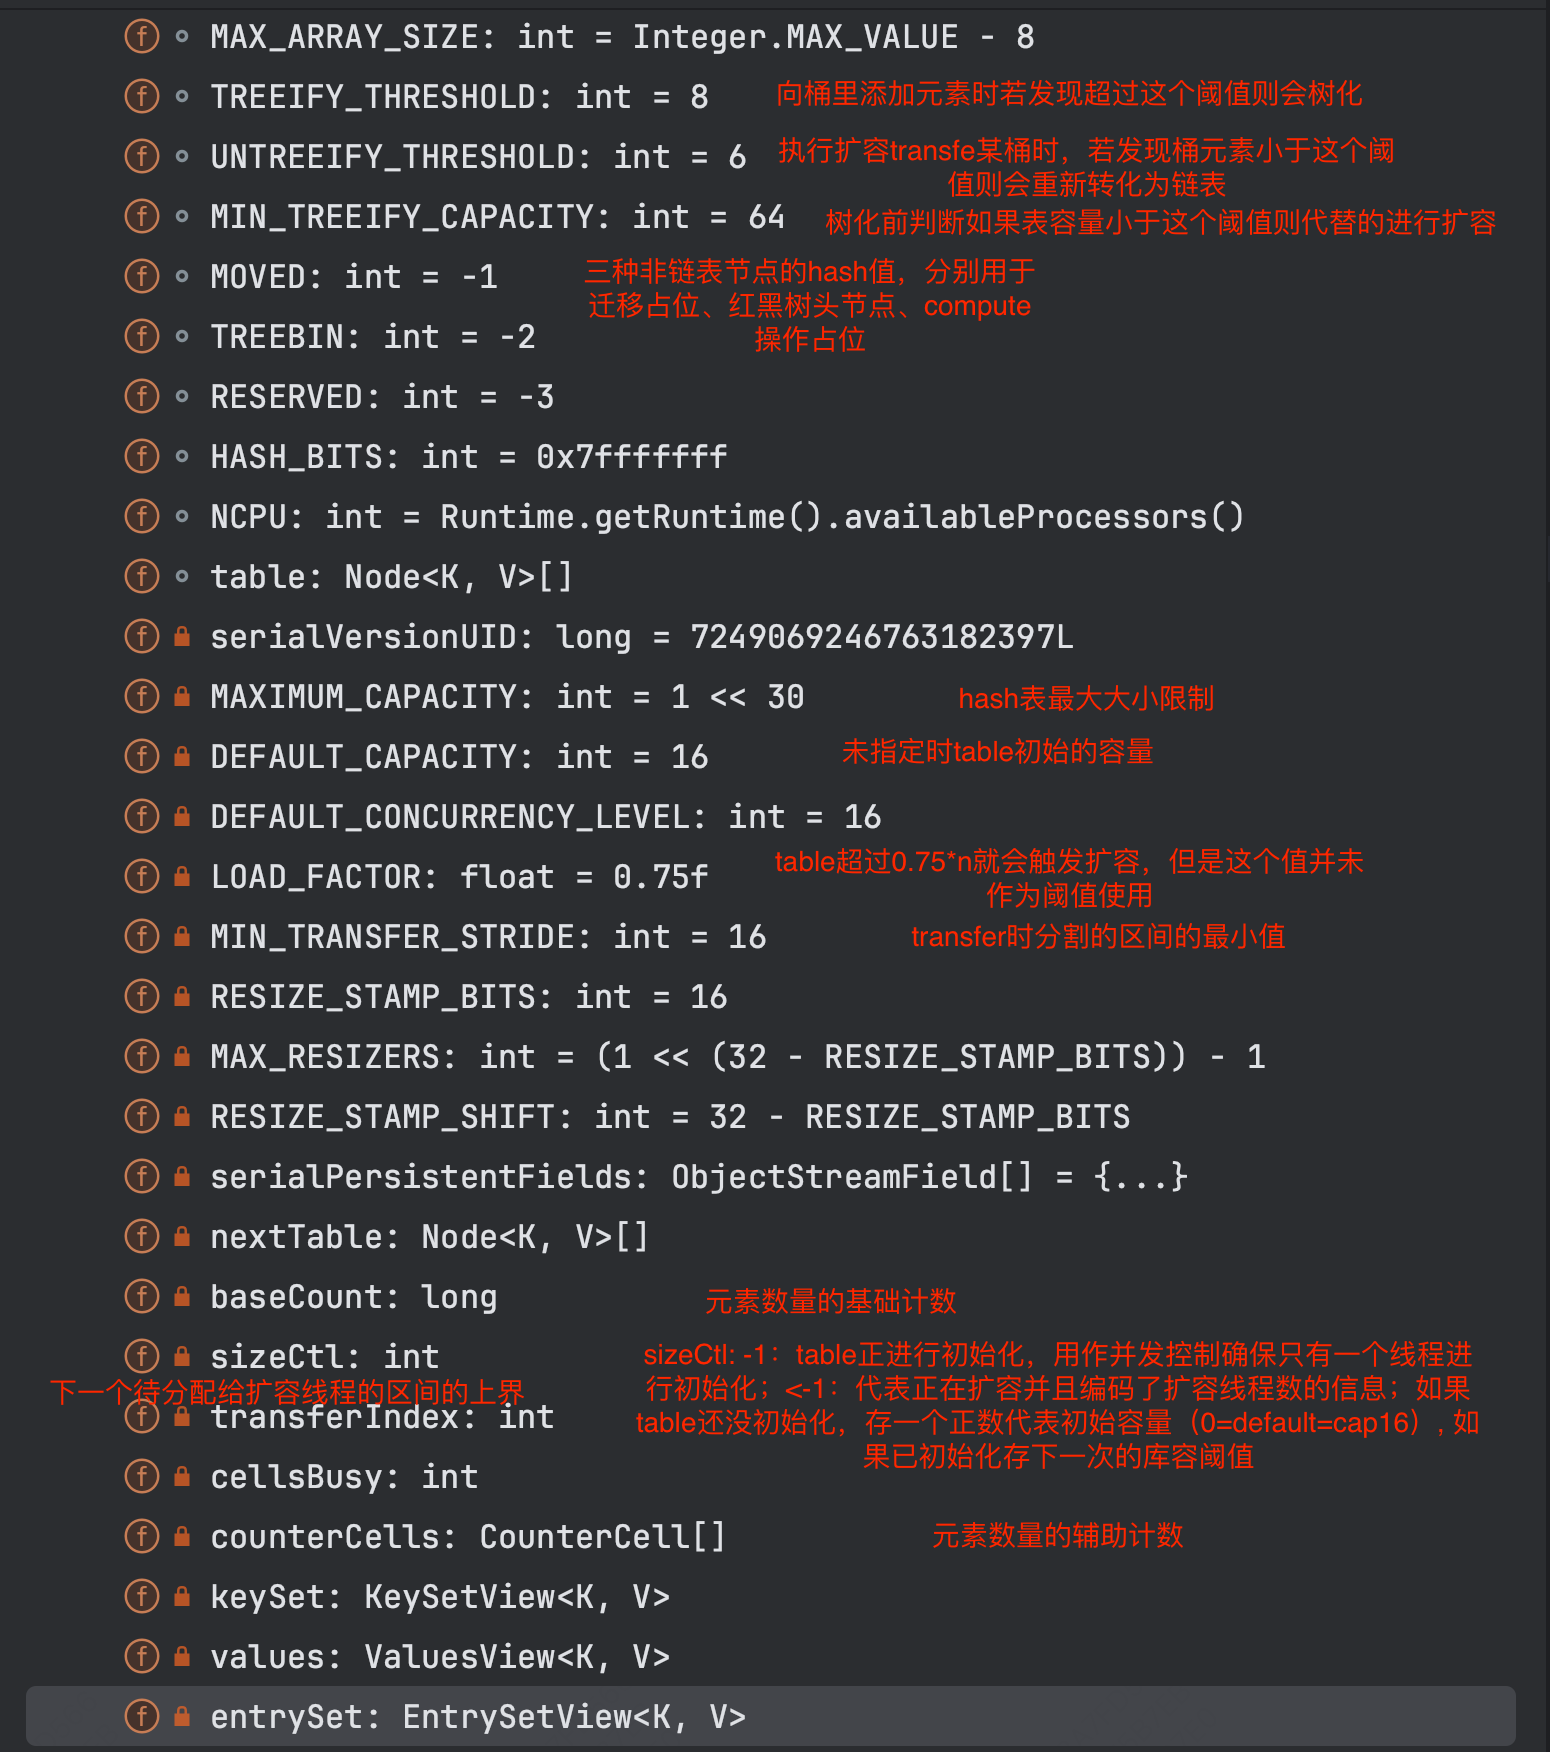 MAX_ARRAY_SIZE: int = Integer.MAX_VALUE - 8
TREEIFY_THRESHOLD: int = 8
向桶里添加元素时若发现超过这个阈值则会树化
UNTREEIFY_THRESHOLD: int = 6
执行扩容transfe某桶时，若发现桶元素小于这个阈
值则会重新转化为链表
MIN_TREEIFY_CAPACITY: int = 64
树化前判断如果表容量小于这个阈值则代替的进行扩容
MOVED: int = -1
三种非链表节点的hash值，分别用于
迁移占位、红黑树头节点、compute
操作占位
TREEBIN: int = -2
RESERVED: int = -3
HASH_BITS: int = 0x7fffffff
NCPU: int = Runtime.getRuntime().availableProcessors()
table: Node<K, V>[]
serialVersionUID: long = 7249069246763182397L
MAXIMUM_CAPACITY: int = 1 << 30
hash表最大大小限制
DEFAULT_CAPACITY: int = 16
未指定时table初始的容量
DEFAULT_CONCURRENCY_LEVEL: int = 16
LOAD_FACTOR: float = 0.75f
table超过0.75*n就会触发扩容，但是这个值并未
作为阈值使用
MIN_TRANSFER_STRIDE: int = 16
transfer时分割的区间的最小值
RESIZE_STAMP_BITS: int = 16
MAX_RESIZERS: int = (1 << (32 - RESIZE_STAMP_BITS)) - 1
RESIZE_STAMP_SHIFT: int = 32 - RESIZE_STAMP_BITS
serialPersistentFields: ObjectStreamField[] = {...}
nextTable: Node<K, V>[]
baseCount: long
元素数量的基础计数
sizeCtl: int
sizeCtl: -1：table正进行初始化，用作并发控制确保只有一个线程进
行初始化；<-1：代表正在扩容并且编码了扩容线程数的信息；如果
table还没初始化，存一个正数代表初始容量（0=default=cap16）, 如
果已初始化存下一次的库容阈值
下一个待分配给扩容线程的区间的上界
transferIndex: int
cellsBusy: int
counterCells: CounterCell[]
元素数量的辅助计数
keySet: KeySetView<K, V>
values: ValuesView<K, V>
entrySet: EntrySetView<K, V>